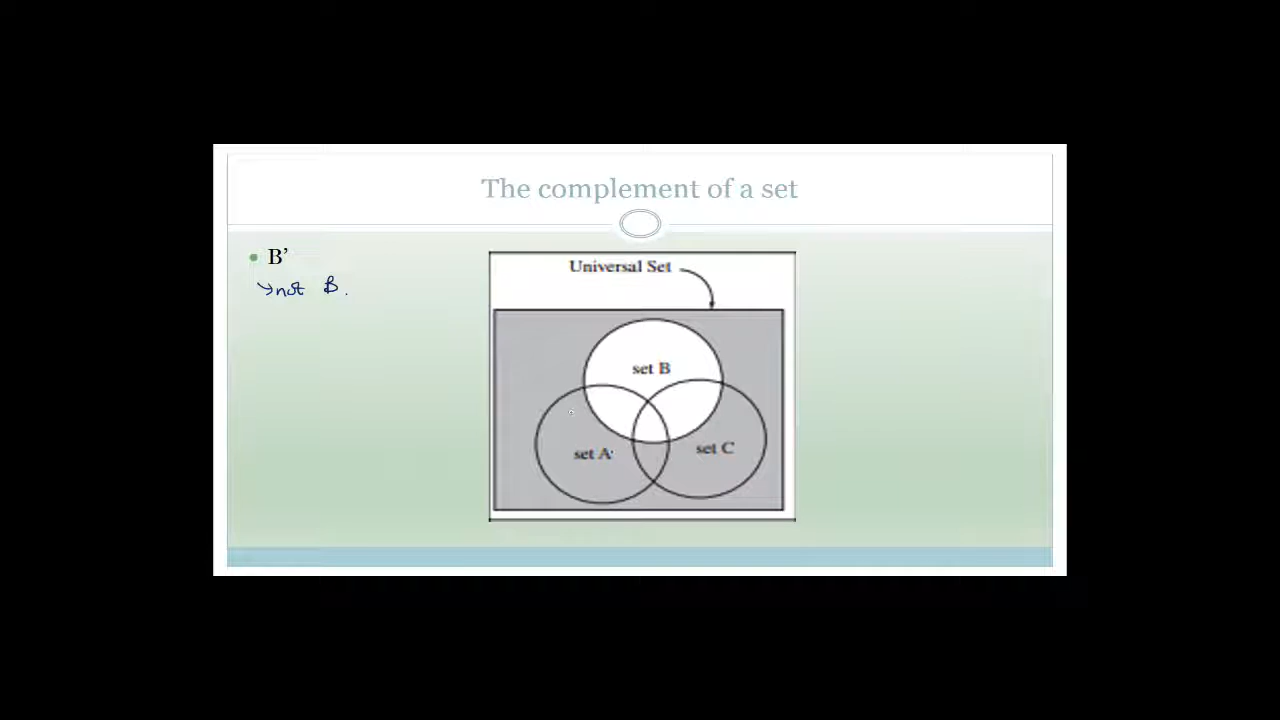 The complement of a set
B’
not B.
Universal Set
set B
set A
set C